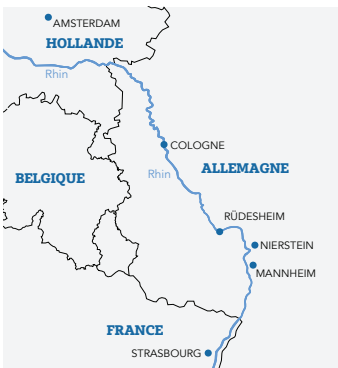 AMSTERDAM
HOLLANDE
Rhin
COLOGNE
ALLEMAGNE
Rhin
BELGIQUE
RÜDESHEIM
NIERSTEIN
MANNHEIM
FRANCE
STRASBOURG